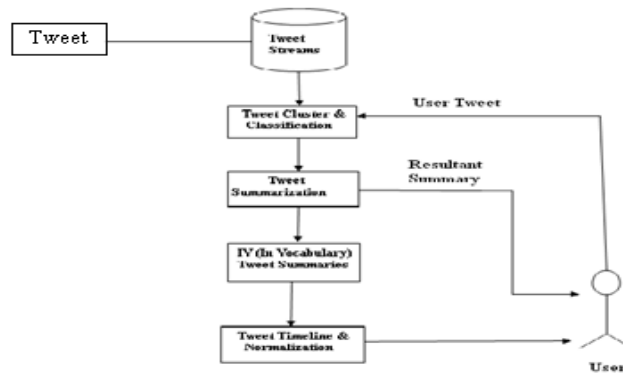 Tweet
Tweet
Streams
User Tweet
Tweet Cluster &
Classification
Resultant
Summary
Tweet
Summarization
IV (In Vocabulary)
Tweet Summaries
Tweet Timeline &
Normalization
User